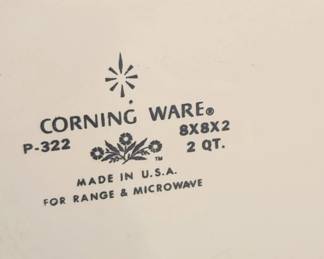 CORNING WARE®
P-322 8X8X2
2 QT.
TM
MADE IN U.S.A.
FOR RANGE & MICROWAVE